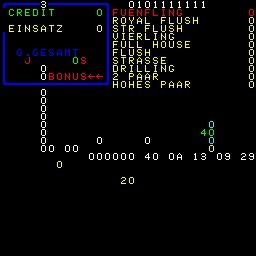 3 0101111111
CREDIT 0 FUENFLING 0
ROYAL FLUSH 0
EINSATZ 0 STR FLUSH 0
VIERLING 0
FULL HOUSE 0
G.GESAMT FLUSH 0
J OS STRASSE 0
0 DRILLING 0
0 BONUS←← 2 PAAR 0
0 HOHES PAAR 0
0
0
0
0 0
0 40
0 0 0 0
00 00 0
0 000000 40 0A 13 09 29
0
20